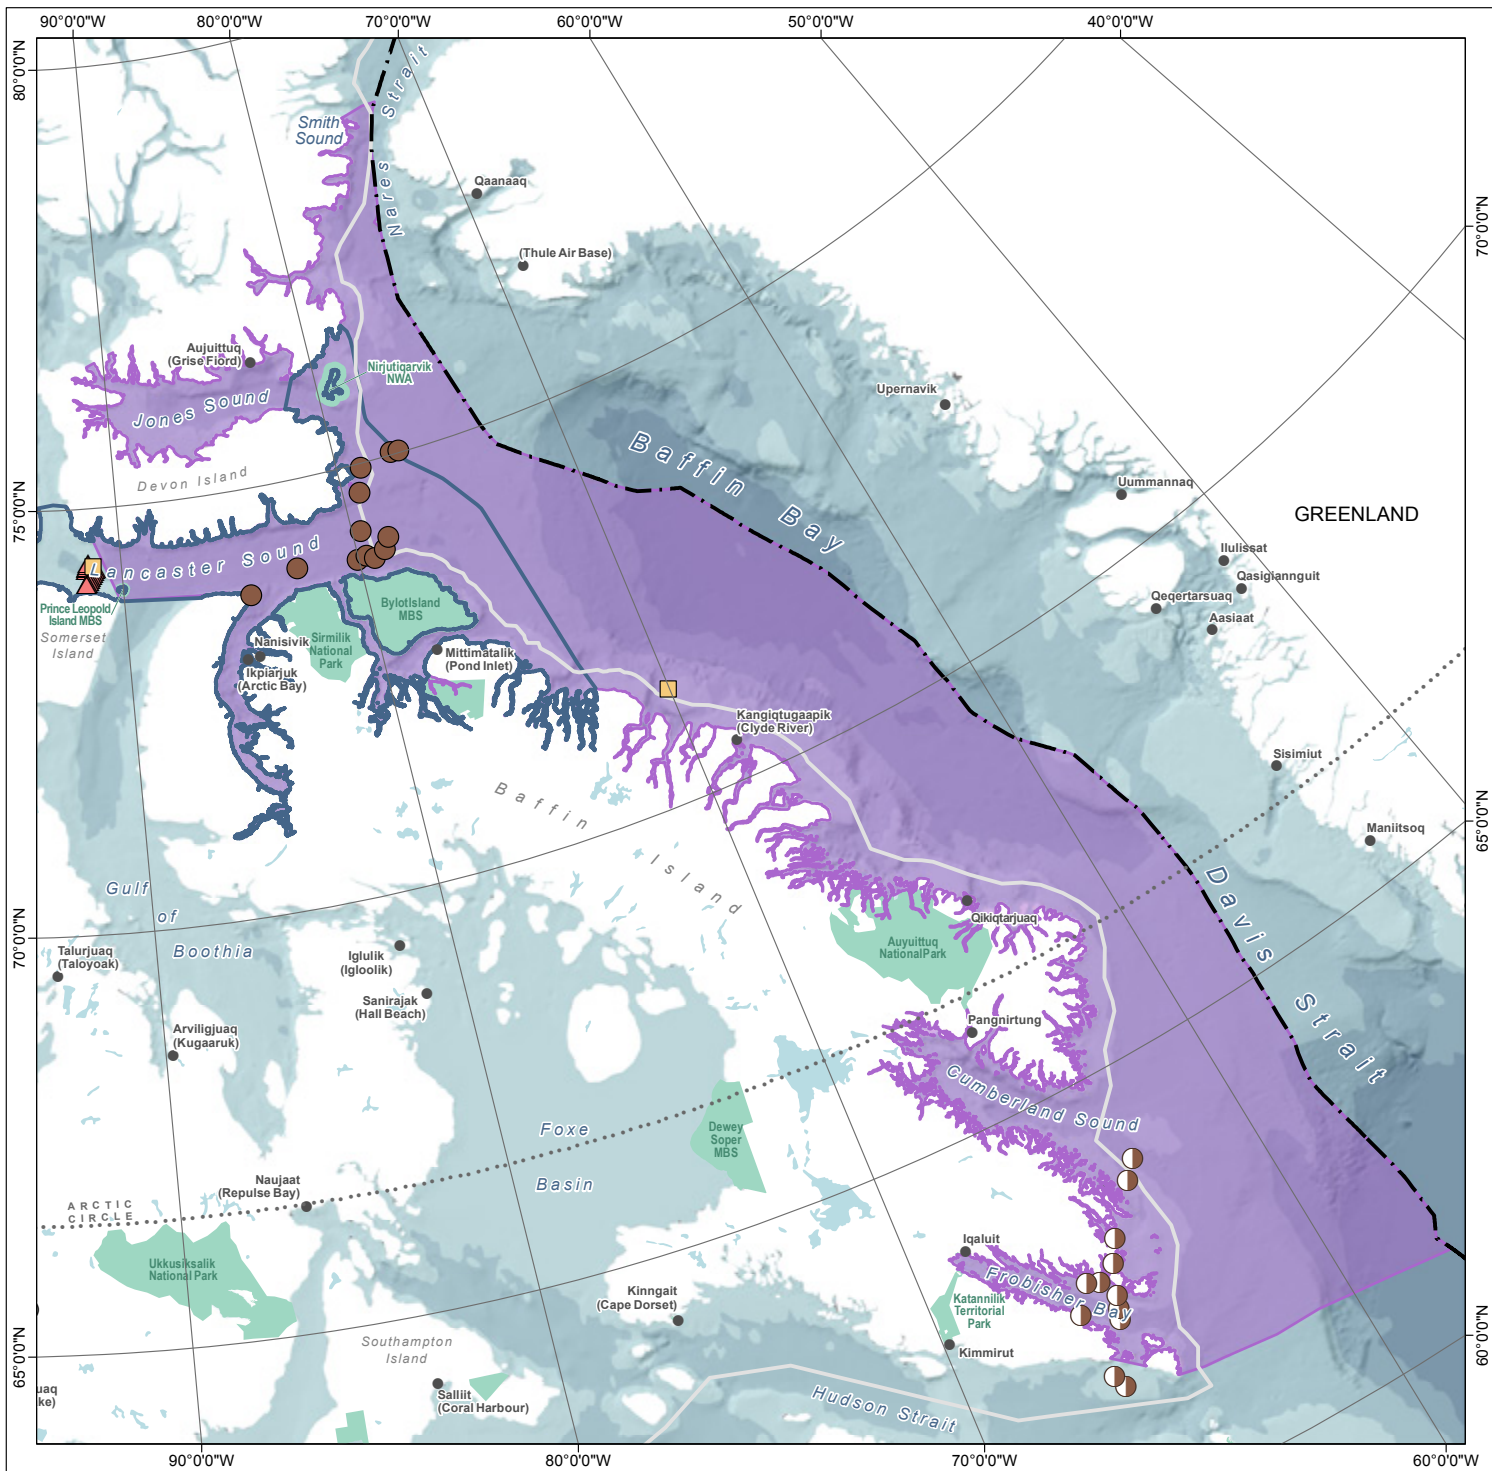 90°0'0"W
80°0'0"W
70°0'0"W
60°0'0"W
50°0'0"W
40°0'0"W
80°0'0"N
75°0'0"N
70°0'0"N
65°0'0"N
70°0'0"N
65°0'0"N
60°0'0"N
Smith
Sound
Nares Strait
Qaanaaq
(Thule Air Base)
Aujuittuq
(Grise Fiord)
Nirjutiqarvik
NWA
Jones Sound
Devon Island
Upernavik
Baffin Bay
Uummannaq
GREENLAND
Ilulissat
Qasigiannguit
Qeqertarsuaq
Aasiaat
Lancaster Sound
Prince Leopold
Island MBS
Somerset
Island
BylotIsland
MBS
Sirmilik
National
Park
Nanisivik
Ikpiarjuk
(Arctic Bay)
Mittimatalik
(Pond Inlet)
Kangiqtugaapik
(Clyde River)
Sisimiut
Maniitsoq
Baffin Island
Gulf
of
Boothia
Davis Strait
Qikiqtarjuaq
Auyuittuq
NationalPark
Talurjuaq
(Taloyoak)
Iglulik
(Igloolik)
Sanirajak
(Hall Beach)
Arviligjuaq
(Kugaaruk)
Pangnirtung
Cumberland Sound
Dewey
Soper
MBS
Foxe
Basin
Naujaat
(Repulse Bay)
ARCTIC
CIRCLE
Ukkusiksalik
National Park
Iqaluit
Frobisher Bay
Katannilik
Territorial
Park
Kimmirut
Kinngait
(Cape Dorset)
Southampton
Island
Salliit
(Coral Harbour)
Hudson Strait
uaq
ke)
90°0'0"W
80°0'0"W
70°0'0"W
60°0'0"W